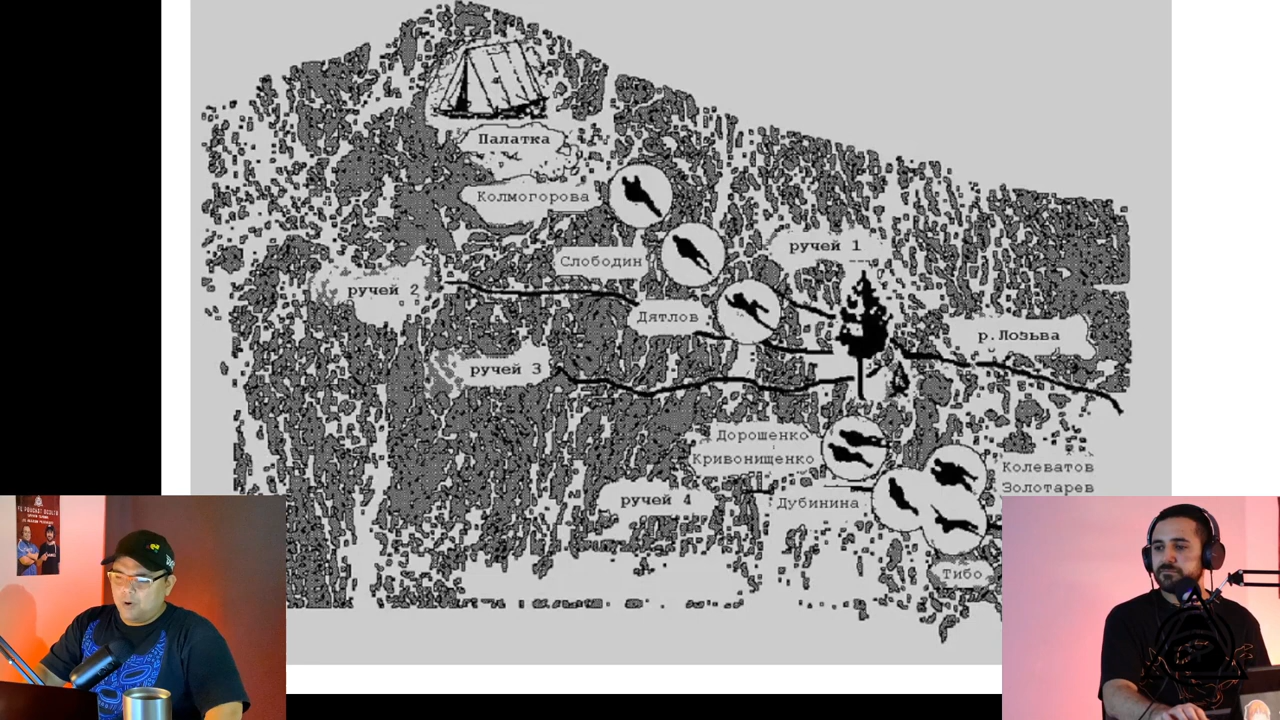 Палатка
Колмогорова
Слободин
ручей 1
ручей 2
Дятлов
р.Лозьва
ручей 3
Дорошенко
Кривонищенко
Колеватов
Золотарев
ручей 4
Дубинина
Тибо